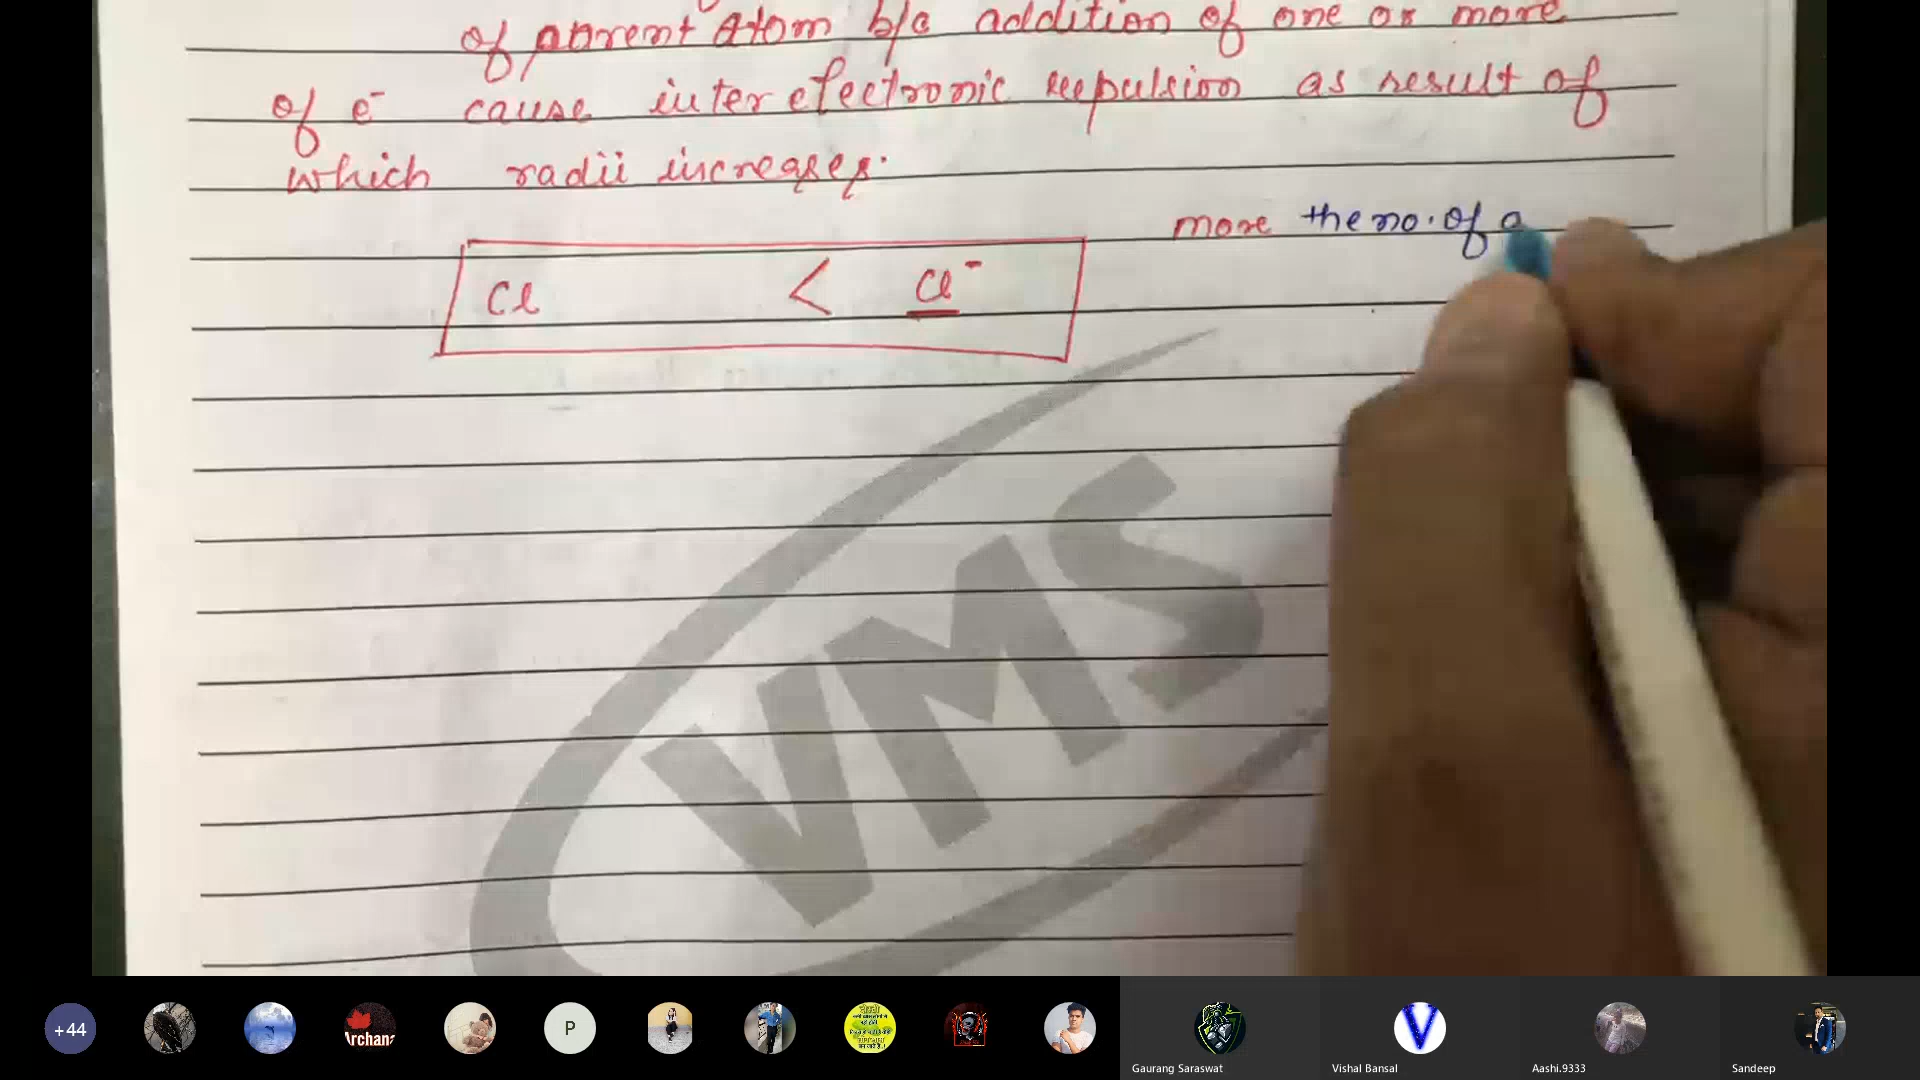 of parent atom b/c addition of one or more
of e⁻ cause inter electronic repulsion as result of
which radii increases.
more the no. of
Cl < Cl⁻
VMS
+44
Archana
P
V
Gaurang Saraswat
Vishal Bansal
Aashi.9333
Sandeep